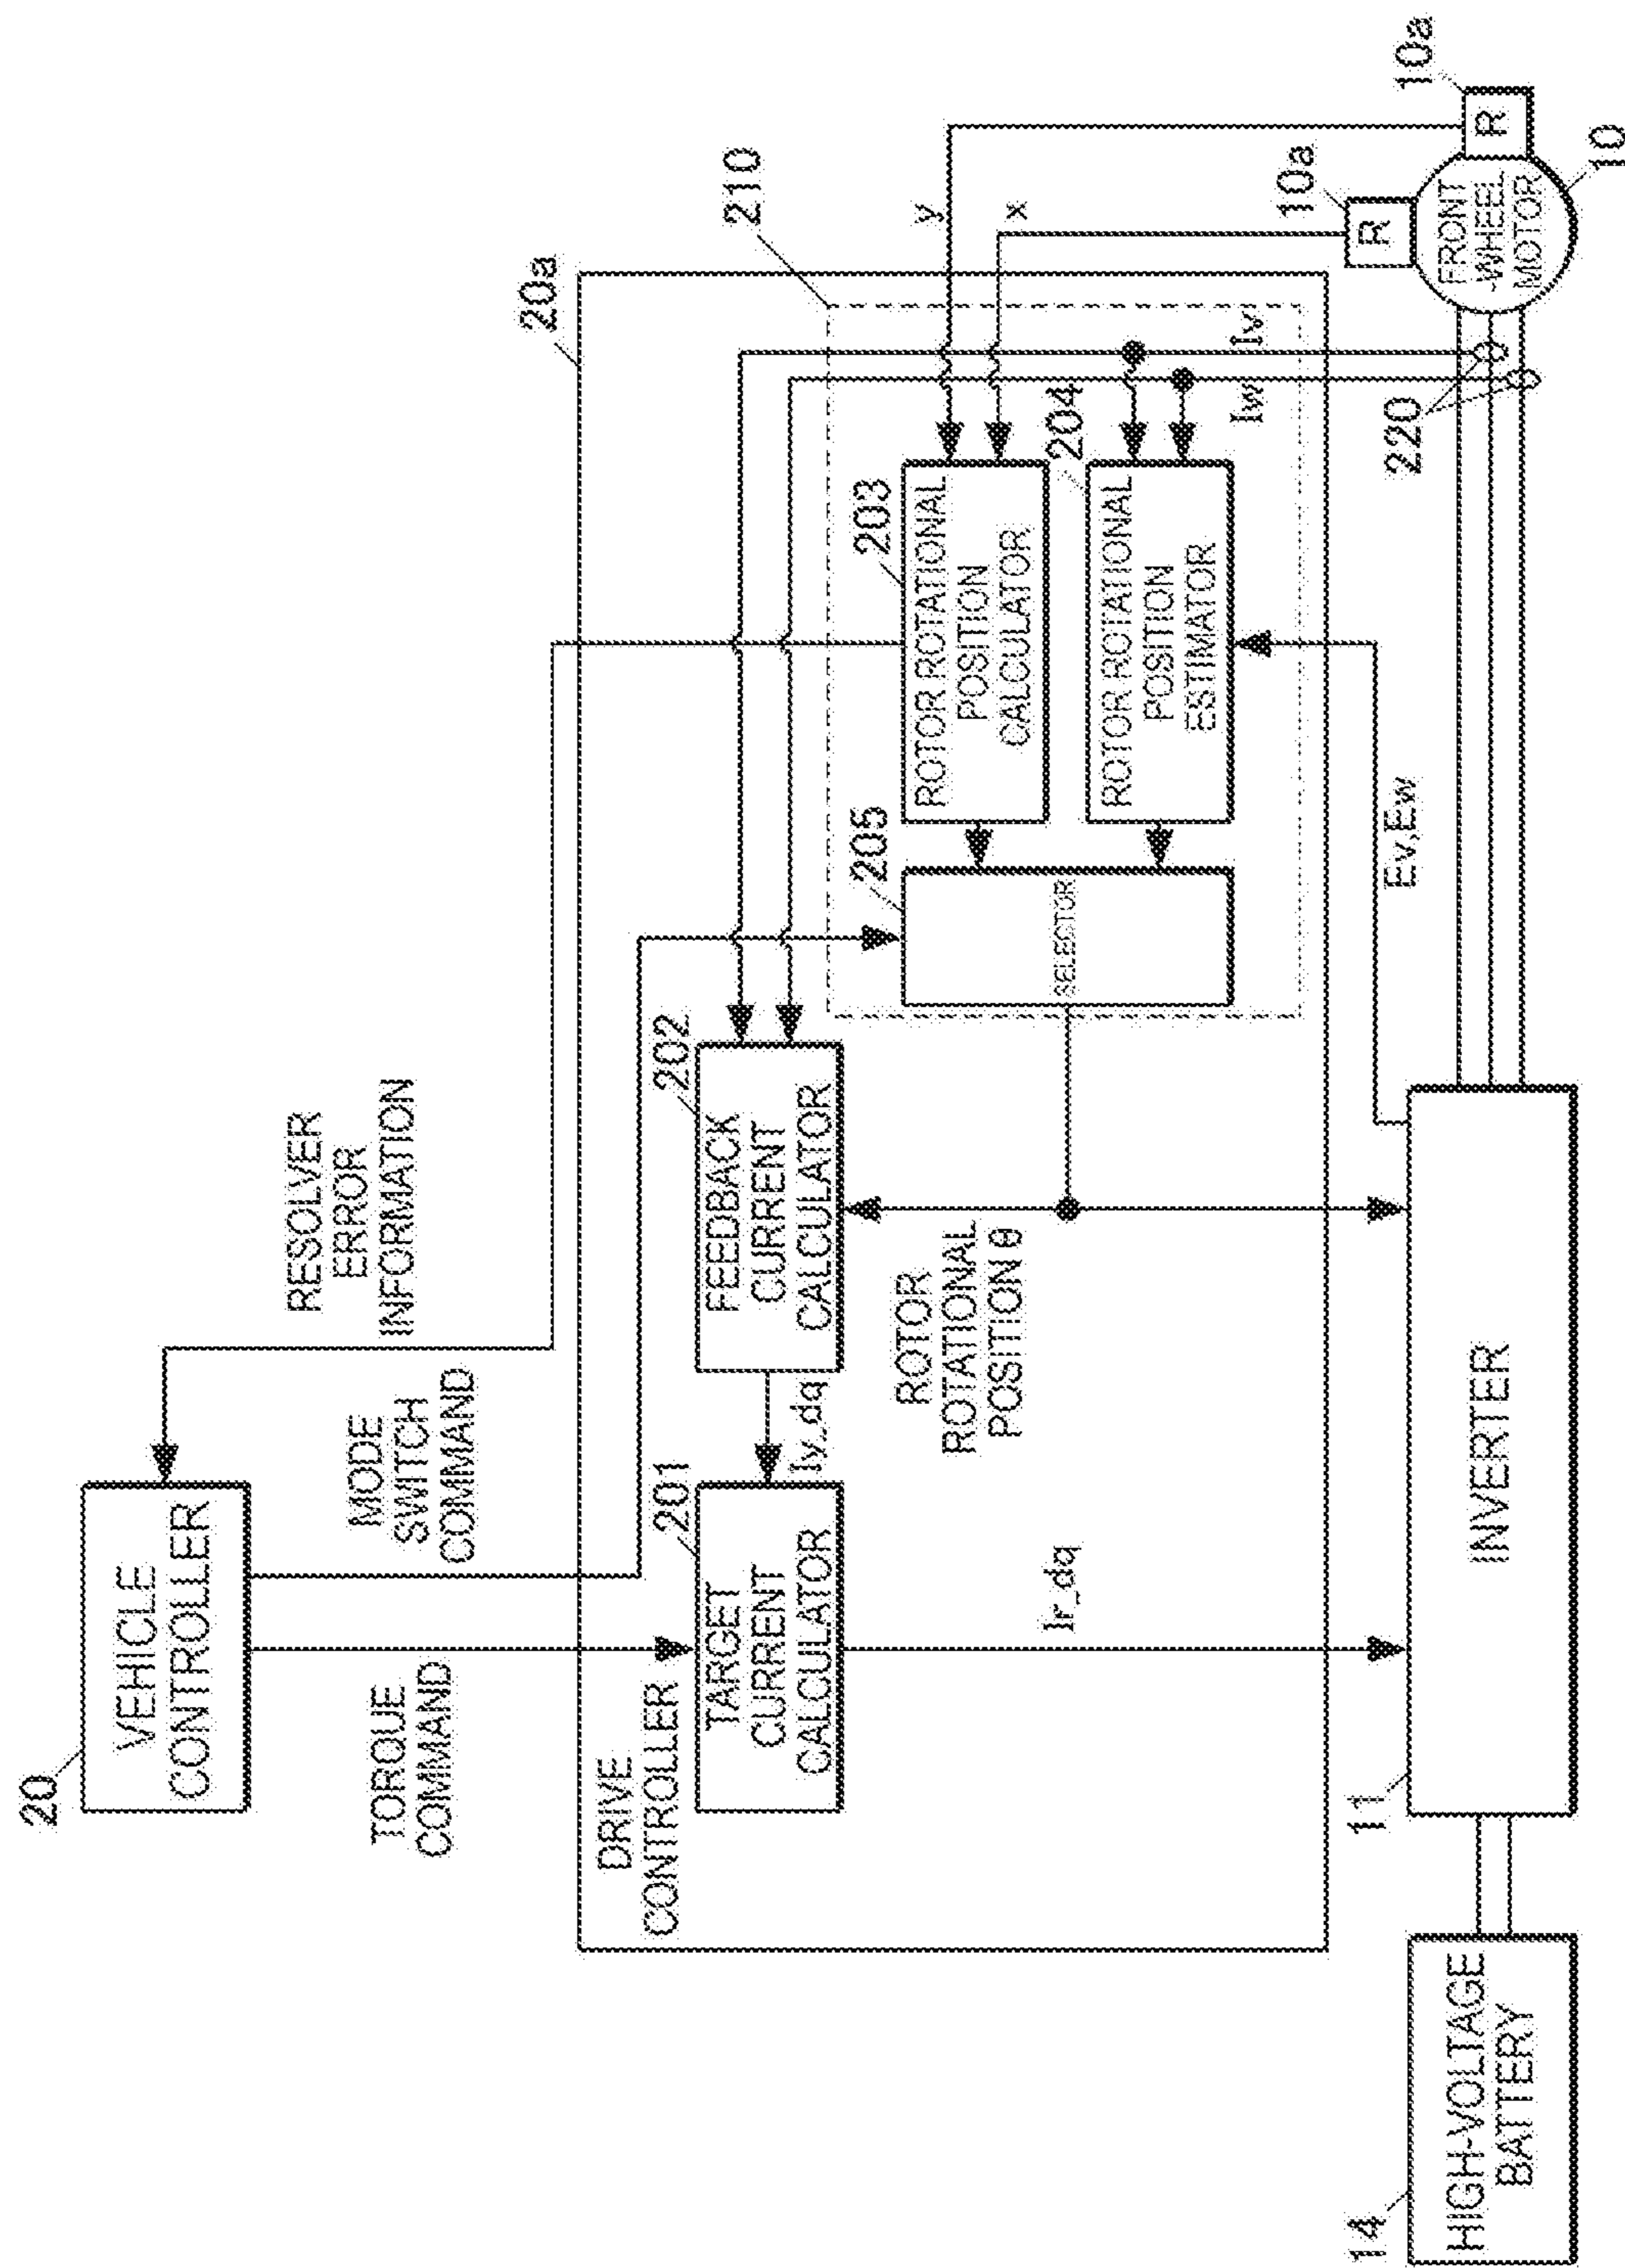 20
VEHICLE
CONTROLLER
RESOLVER
ERROR
INFORMATION
MODE
SWITCH
COMMAND
TORQUE
COMMAND
20a
DRIVE
CONTROLLER
201
TARGET
CURRENT
CALCULATOR
Iv_dq
202
FEEDBACK
CURRENT
CALCULATOR
210
205
SELECTOR
203
ROTOR ROTATIONAL
POSITION
CALCULATOR
204
ROTOR ROTATIONAL
POSITION
ESTIMATOR
y
x
Iw
Iv
ROTOR
ROTATIONAL
POSITION θ
Ir_dq
Ev,Ew
14
HIGH-VOLTAGE
BATTERY
11
INVERTER
220
10a
R
10a
R
FRONT
-WHEEL
MOTOR
10